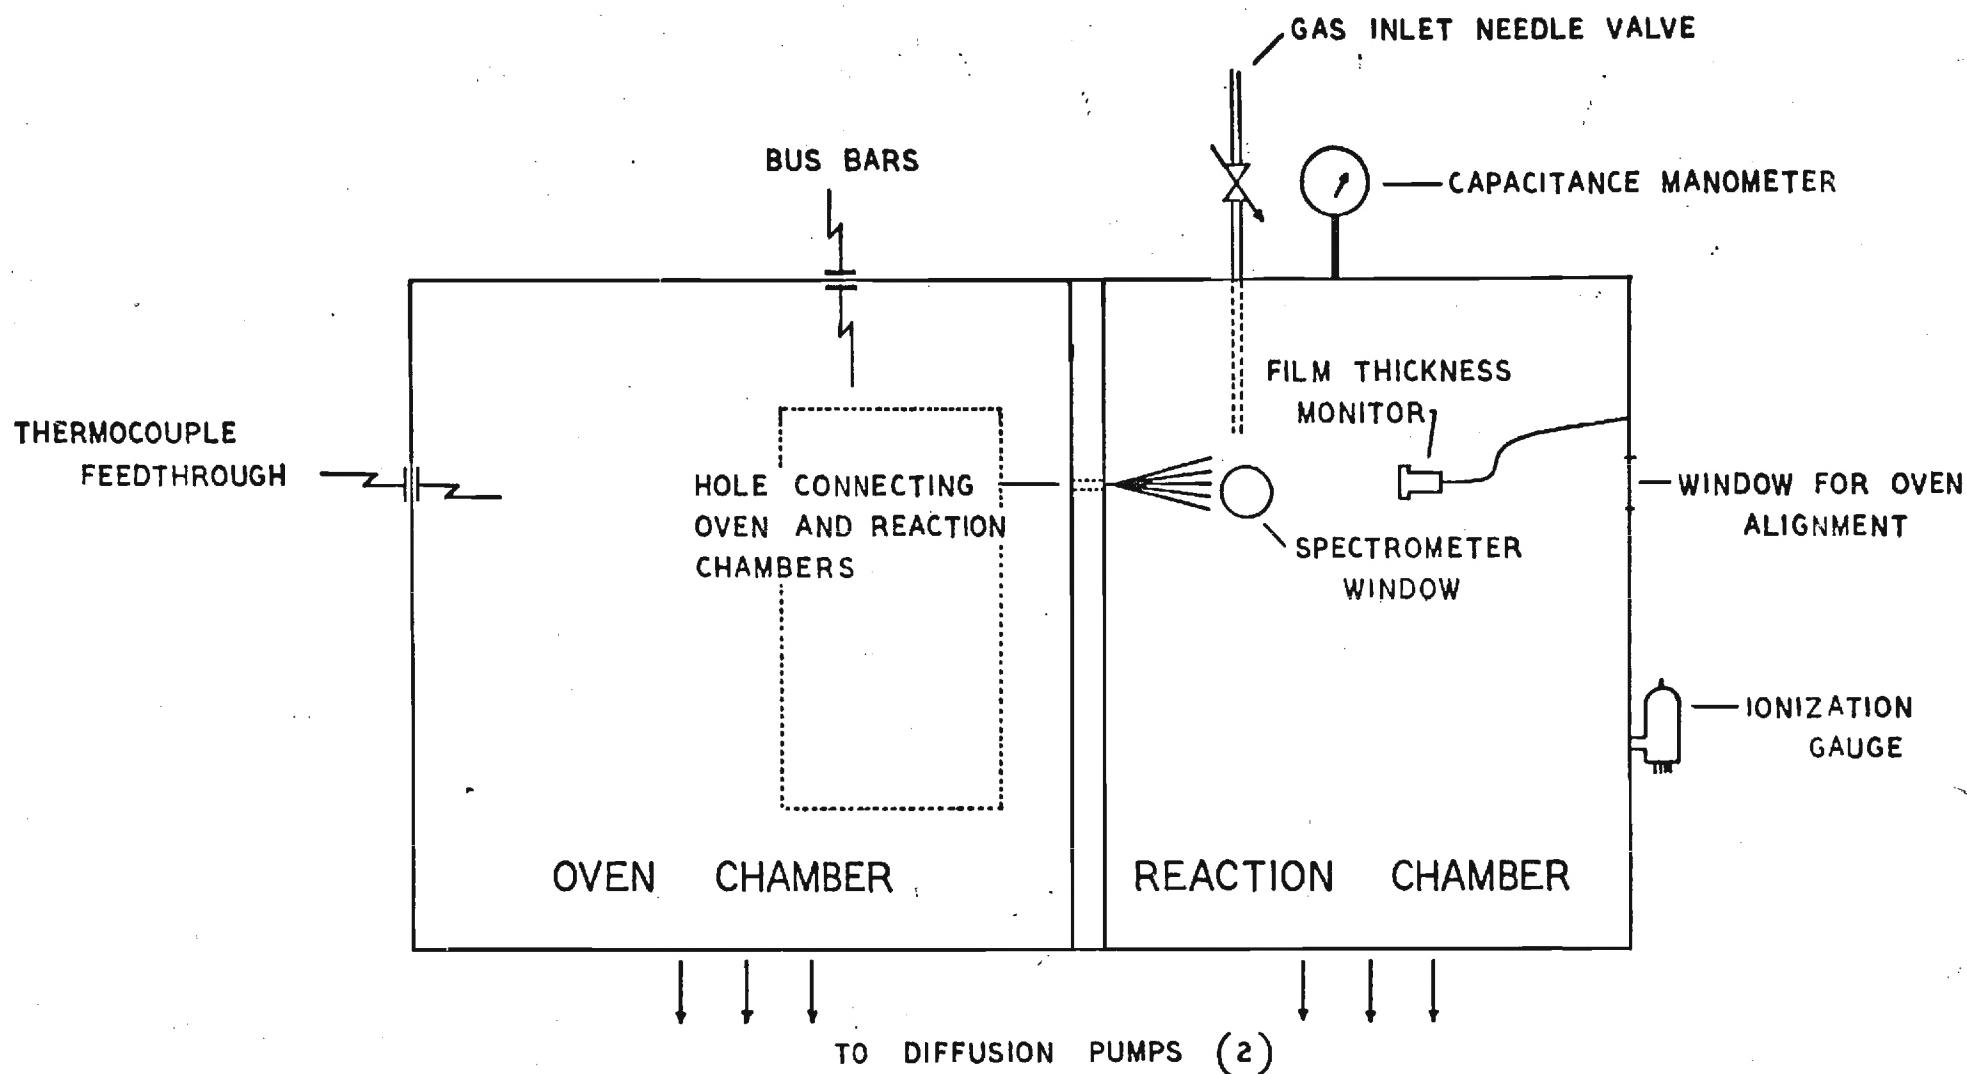 GAS INLET NEEDLE VALVE
BUS BARS
CAPACITANCE MANOMETER
FILM THICKNESS
MONITOR
THERMOCOUPLE
FEEDTHROUGH
HOLE CONNECTING
OVEN AND REACTION
CHAMBERS
WINDOW FOR OVEN
ALIGNMENT
SPECTROMETER
WINDOW
IONIZATION
GAUGE
OVEN CHAMBER
REACTION CHAMBER
TO DIFFUSION PUMPS (2)